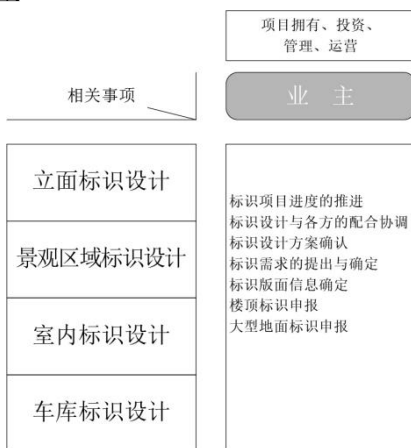 项目拥有、投资、
管理、运营
相关事项
业 主
立面标识设计
景观区域标识设计
室内标识设计
车库标识设计
标识项目进度的推进
标识设计与各方的配合协调
标识设计方案确认
标识需求的提出与确定
标识版面信息确定
楼顶标识申报
大型地面标识申报